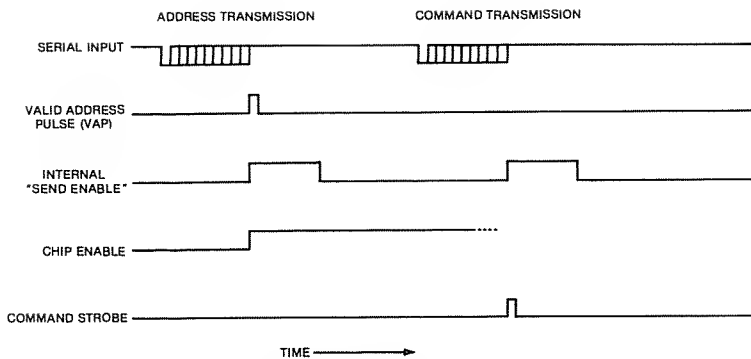 ADDRESS TRANSMISSION
COMMAND TRANSMISSION
SERIAL INPUT
VALID ADDRESS
PULSE (VAP)
INTERNAL
"SEND ENABLE"
CHIP ENABLE
COMMAND STROBE
TIME